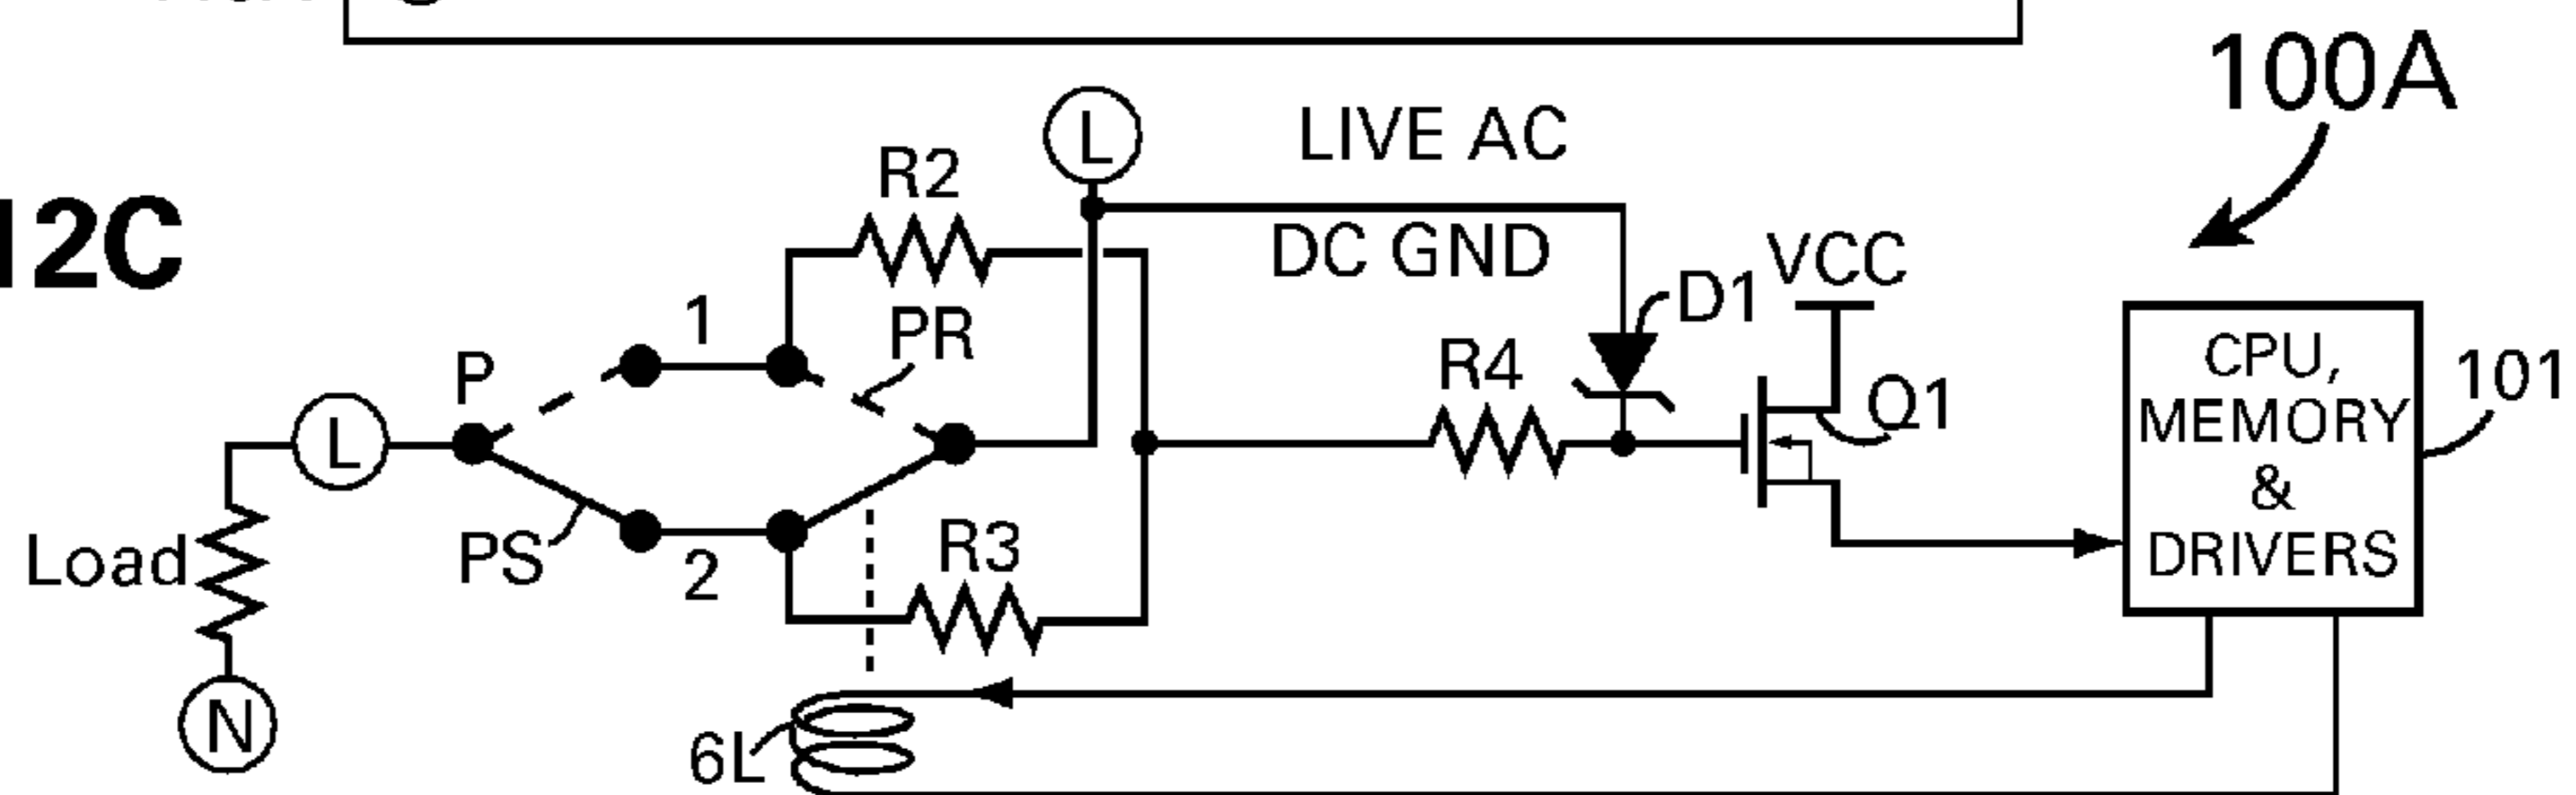 100A
L
LIVE AC
R2
12C
DC GND
VCC
D1
1
PR
P
R4
CPU,
MEMORY
&
DRIVERS
101
Q1
L
PS
2
R3
Load
N
6L